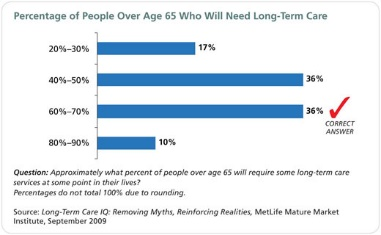 Percentage of People Over Age 65 Who Will Need Long-Term Care
20%–30%
17%
40%–50%
36%
60%–70%
36%
CORRECT
ANSWER
80%–90%
10%
Question: Approximately what percent of people over age 65 will require some long-term care
services at some point in their lives?
Percentages do not total 100% due to rounding.
Source: Long-Term Care IQ: Removing Myths, Reinforcing Realities, MetLife Mature Market
Institute, September 2009